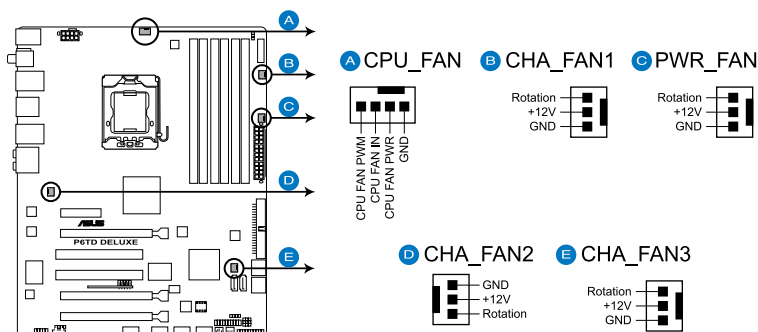 A
B
C
D
E
/ISUS
P6TD DELUXE
A CPU_FAN
CPU FAN PWM
CPU FAN IN
CPU FAN PWR
GND
B CHA_FAN1
Rotation
+12V
GND
C PWR_FAN
Rotation
+12V
GND
D CHA_FAN2
GND
+12V
Rotation
E CHA_FAN3
Rotation
+12V
GND